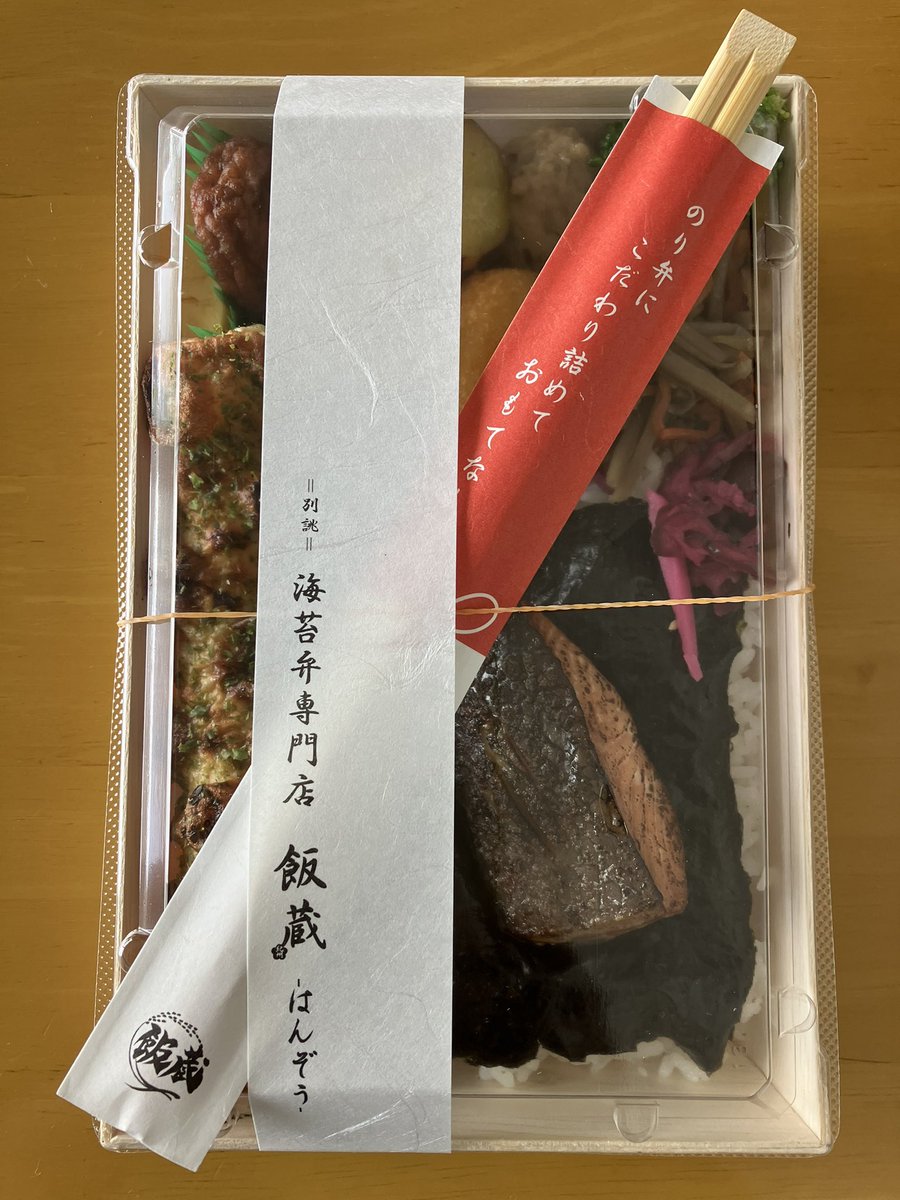 のり弁に
こだわり詰めて
おもてな
=別誂=
海苔弁専門店
飯蔵
-はんぞう-
飯蔵